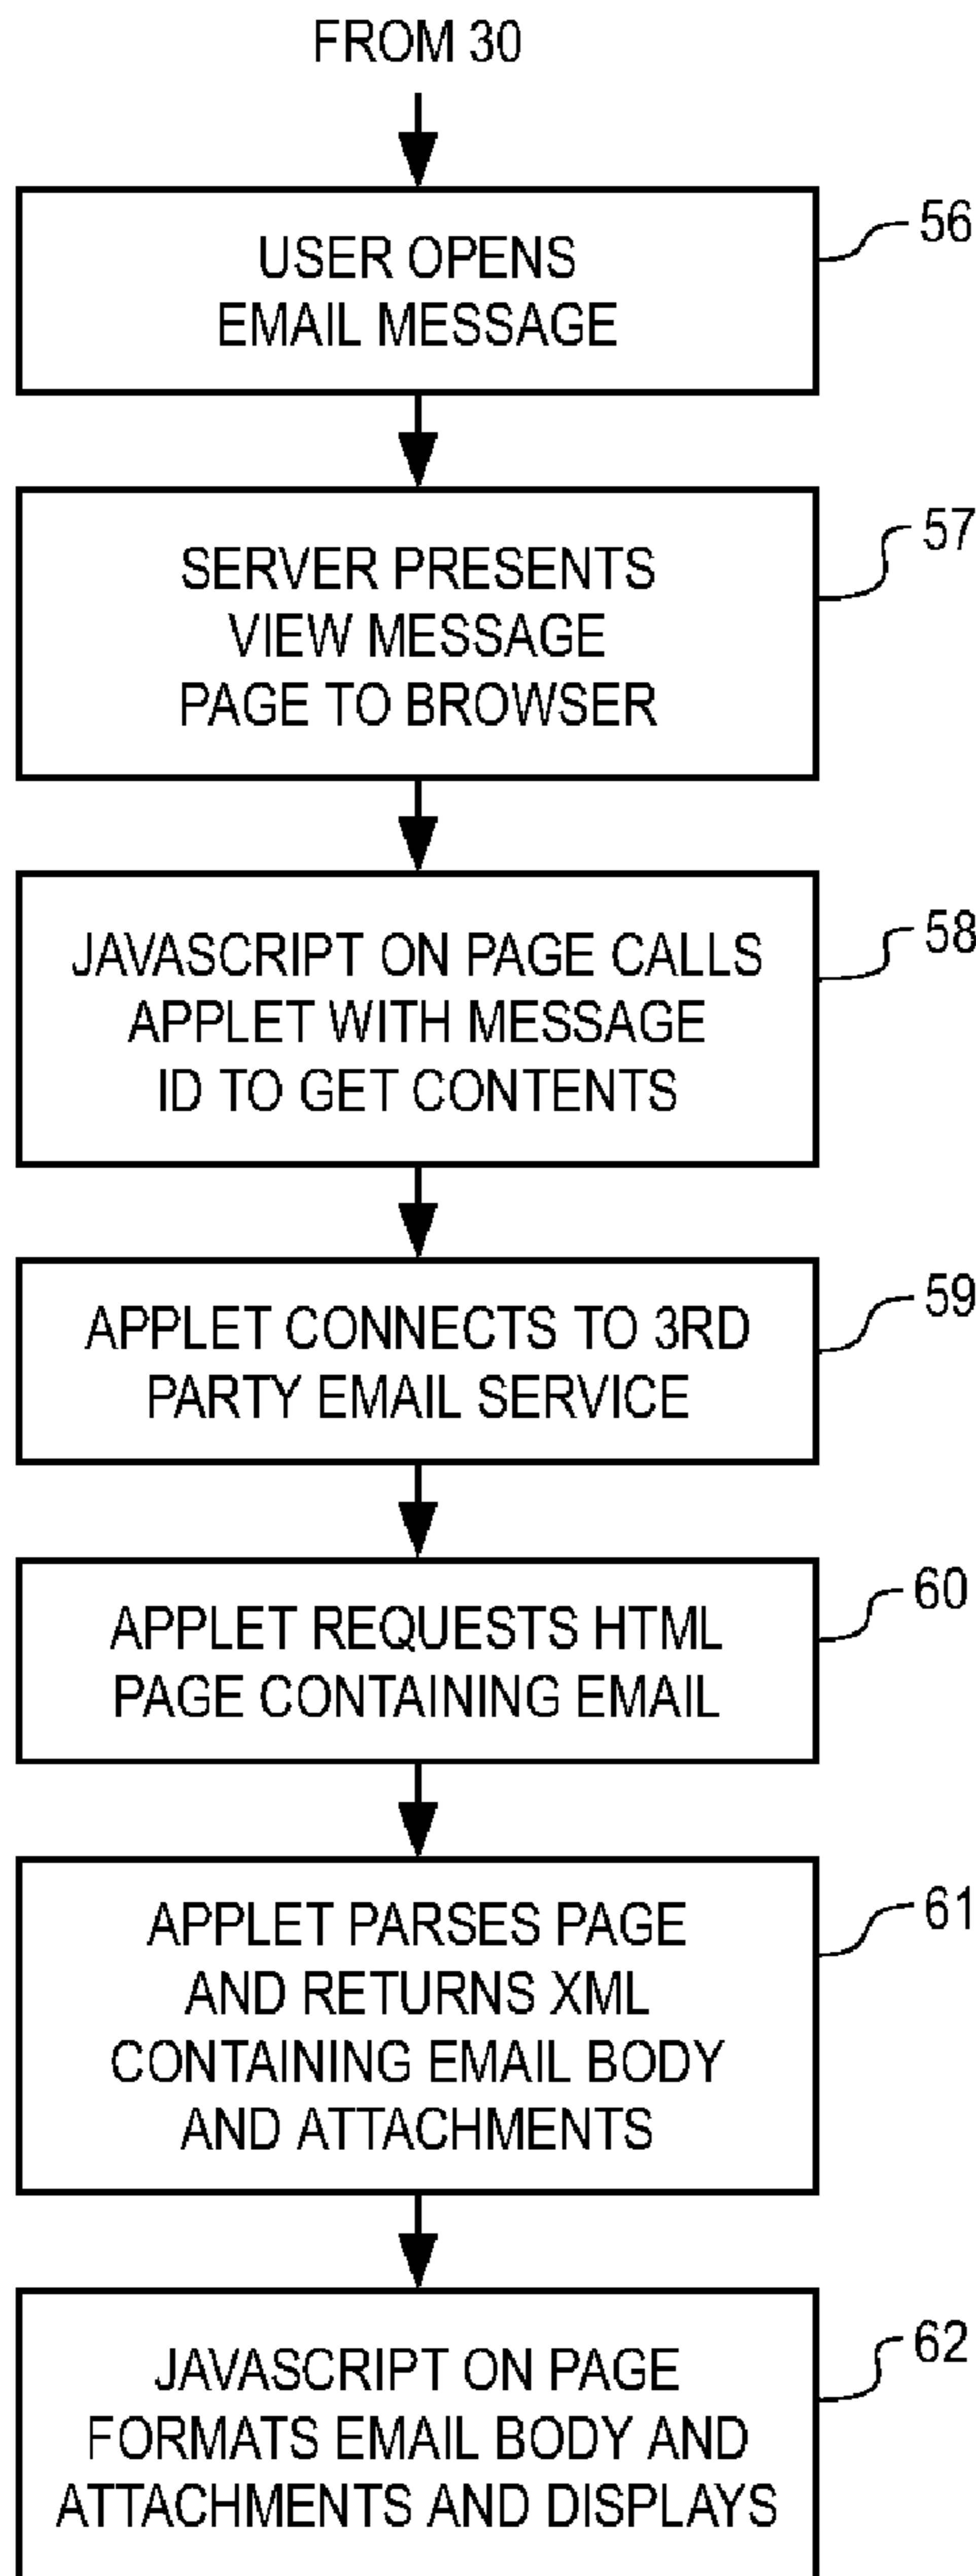 FROM 30
56
USER OPENS
EMAIL MESSAGE
57
SERVER PRESENTS
VIEW MESSAGE
PAGE TO BROWSER
58
JAVASCRIPT ON PAGE CALLS
APPLET WITH MESSAGE
ID TO GET CONTENTS
59
APPLET CONNECTS TO 3RD
PARTY EMAIL SERVICE
60
APPLET REQUESTS HTML
PAGE CONTAINING EMAIL
61
APPLET PARSES PAGE
AND RETURNS XML
CONTAINING EMAIL BODY
AND ATTACHMENTS
62
JAVASCRIPT ON PAGE
FORMATS EMAIL BODY AND
ATTACHMENTS AND DISPLAYS